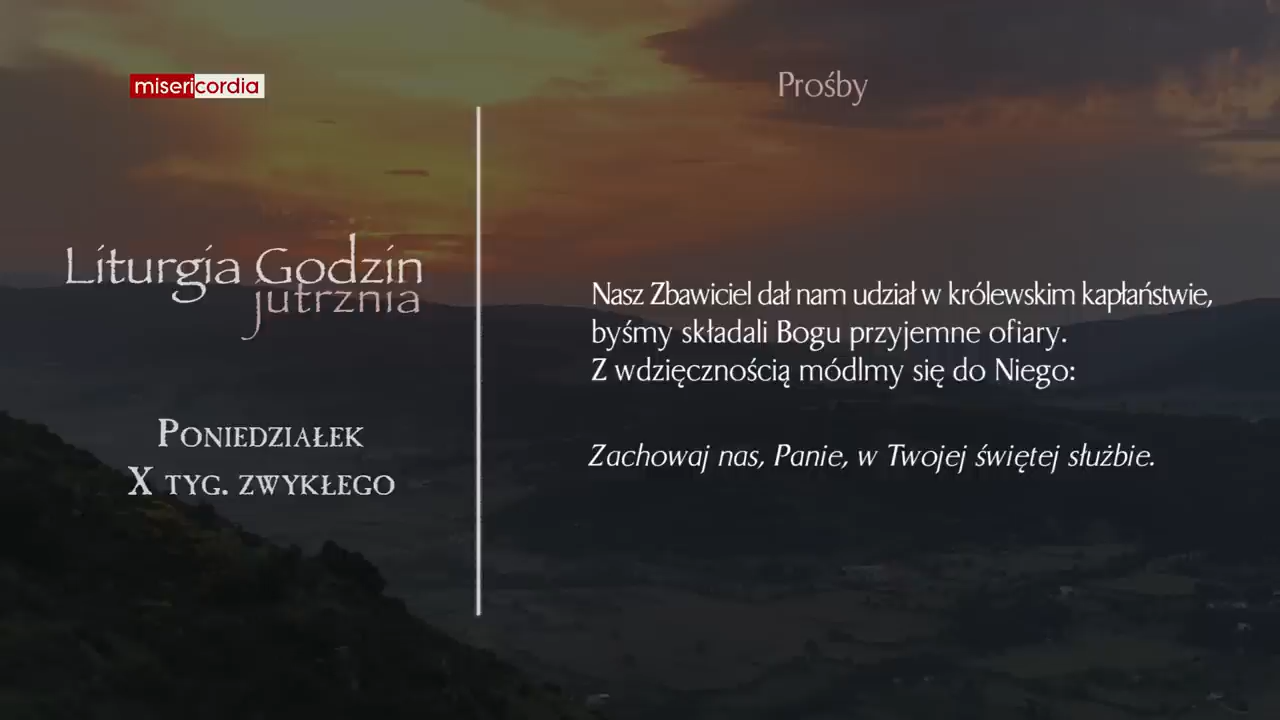 misericordia
Prośby
Liturgia Godzin
jutrznia
Poniedziałek
X tyg. zwykłego
Nasz Zbawiciel dał nam udział w królewskim kapłaństwie,
byśmy składali Bogu przyjemne ofiary.
Z wdzięcznością módlmy się do Niego:
Zachowaj nas, Panie, w Twojej świętej służbie.